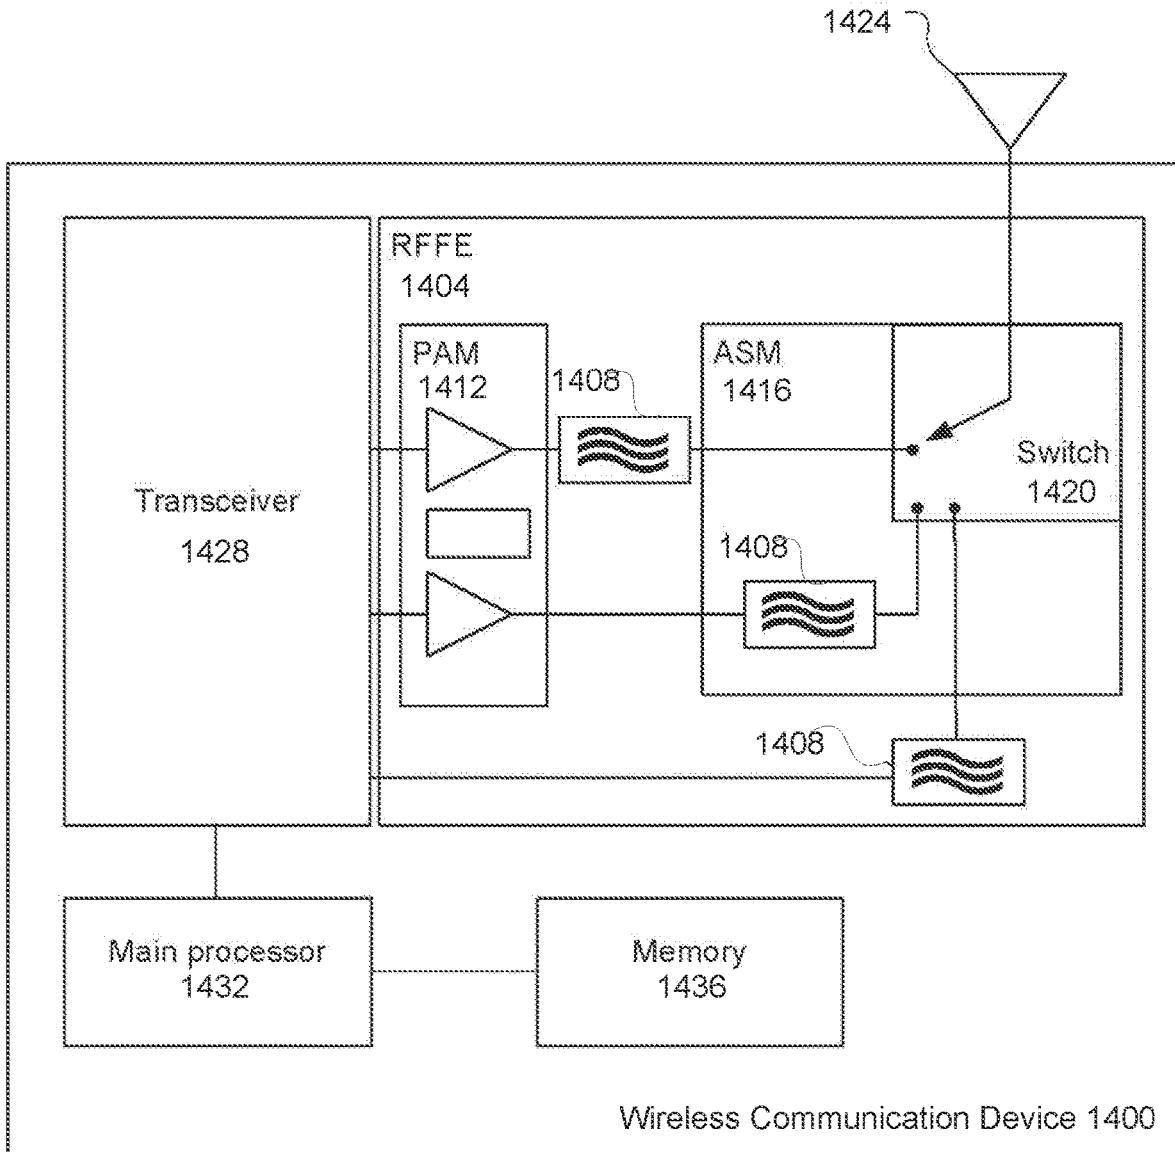 1424
RFFE
1404
PAM
1412
1408
ASM
1416
Switch
1420
Transceiver
1428
1408
1408
Main processor
1432
Memory
1436
Wireless Communication Device 1400